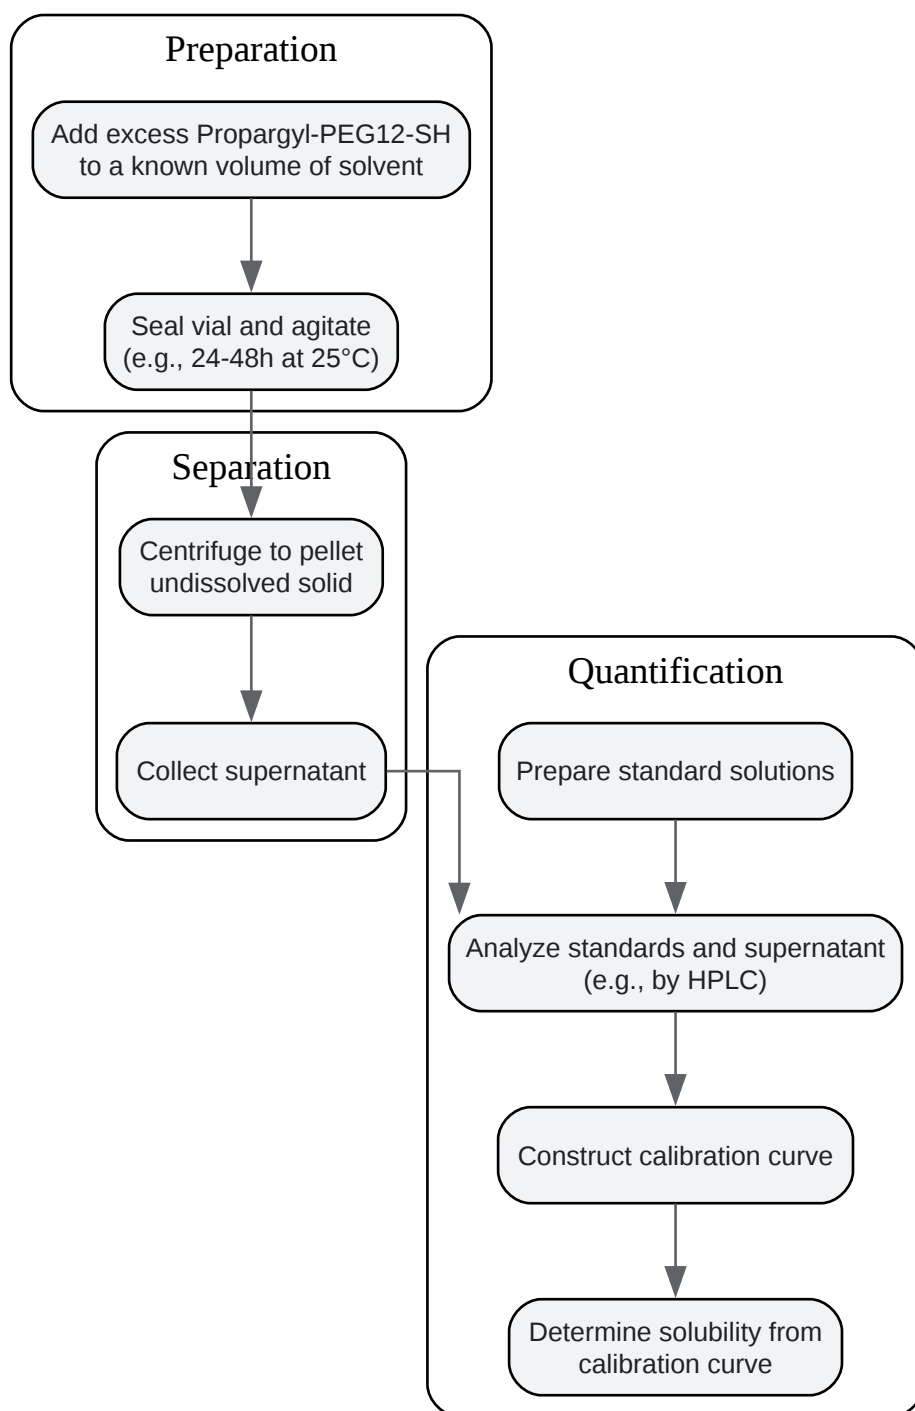 Preparation
Add excess Propargyl-PEG12-SH
to a known volume of solvent
Seal vial and agitate
(e.g., 24-48h at 25°C)
Separation
Centrifuge to pellet
undissolved solid
Collect supernatant
Quantification
Prepare standard solutions
Analyze standards and supernatant
(e.g., by HPLC)
Construct calibration curve
Determine solubility from
calibration curve